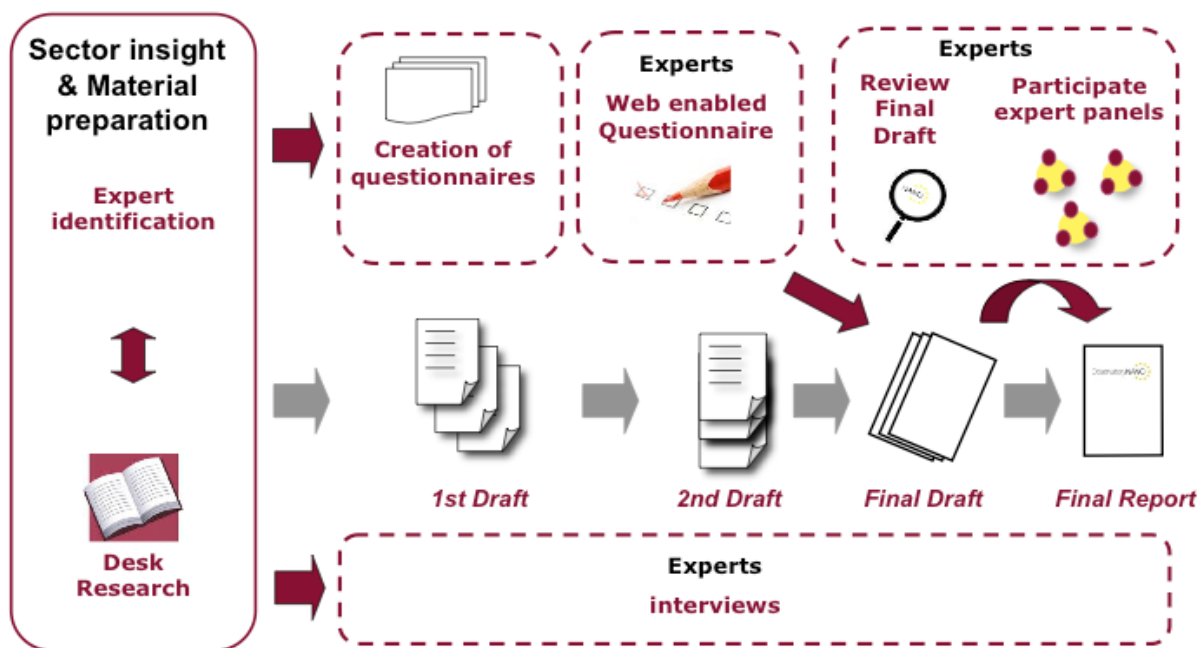 Sector insight
& Material
preparation
Expert
identification
Desk
Research
Creation of
questionnaires
Experts
Web enabled
Questionnaire
Experts
Review
Final
Draft
Participate
expert panels
1st Draft
2nd Draft
Final Draft
Final Report
Experts
interviews